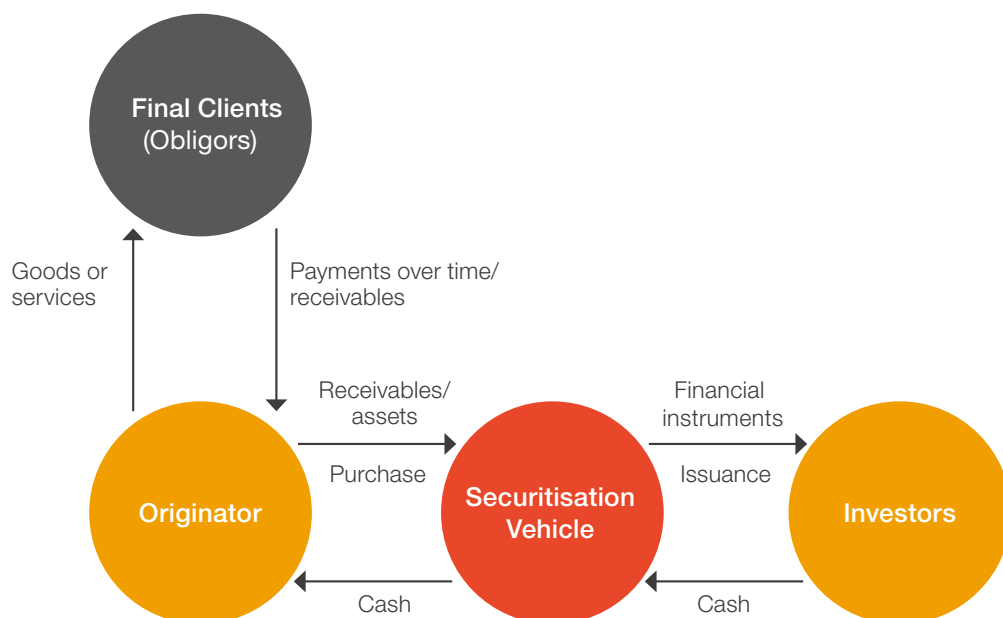 Final Clients
(Obligors)
Goods or
services
Payments over time/
receivables
Receivables/
assets
Purchase
Financial
instruments
Issuance
Originator
Securitisation
Vehicle
Investors
Cash
Cash